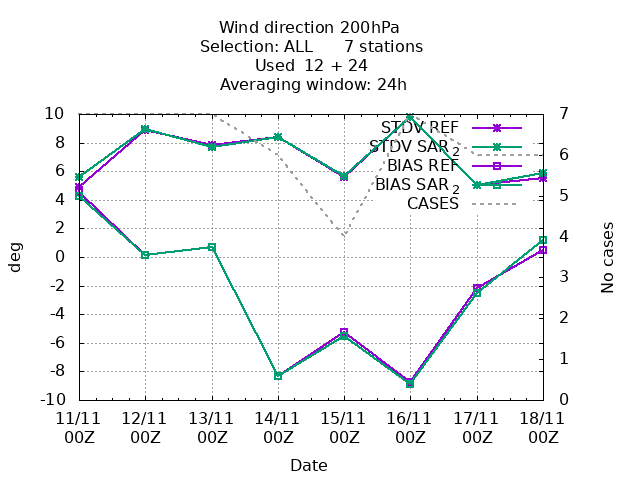 Wind direction 200hPa
Selection: ALL 7 stations
Used 12 + 24
Averaging window: 24h
10
8
6
4
2
0
-2
-4
-6
-8
-10
deg
7
6
5
4
3
2
1
0
No cases
STDV REF
STDV SAR2
BIAS REF
BIAS SAR2
CASES
11/11 12/11 13/11 14/11 15/11 16/11 17/11 18/11
00Z 00Z 00Z 00Z 00Z 00Z 00Z 00Z
Date